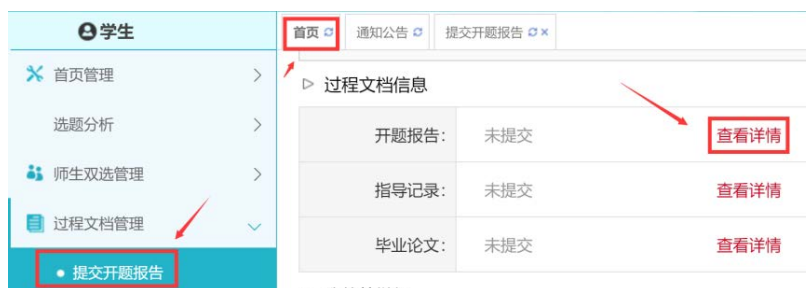 学生
首页管理
选题分析
师生双选管理
过程文档管理
提交开题报告
首页 通知公告 提交开题报告
过程文档信息
开题报告： 未提交 查看详情
指导记录： 未提交 查看详情
毕业论文： 未提交 查看详情